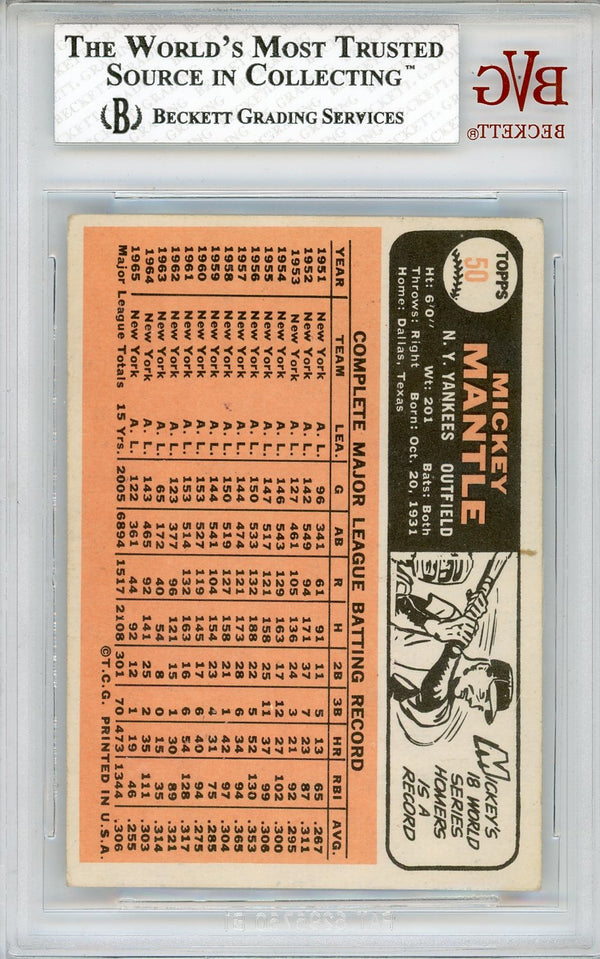 THE WORLD'S MOST TRUSTED
SOURCE IN COLLECTING™
B BECKETT GRADING SERVICES
BVG
BECKETT®
TOPPS
50
MICKEY
MANTLE
N. Y. YANKEES OUTFIELD
Ht: 6'0" Wt: 201 Bats: Both
Throws: Right Born: Oct. 20, 1931
Home: Dallas, Texas
MICKEY'S
18 WORLD
SERIES
HOMERS
IS A
RECORD
COMPLETE MAJOR LEAGUE BATTING RECORD
YEAR TEAM LEA. G AB R H 2B 3B HR RBI AVG.
1951 New York A. L. 96 341 61 91 11 5 13 65 .267
1952 New York A. L. 142 549 94 171 37 7 23 87 .311
1953 New York A. L. 127 461 105 136 24 3 21 92 .295
1954 New York A. L. 146 543 129 163 17 12 27 102 .300
1955 New York A. L. 147 517 121 158 25 11 37 99 .306
1956 New York A. L. 150 533 132 188 22 5 52 130 .353
1957 New York A. L. 144 474 121 173 28 6 34 94 .365
1958 New York A. L. 150 519 127 158 21 1 42 97 .304
1959 New York A. L. 144 541 104 154 23 4 31 75 .285
1960 New York A. L. 153 527 119 145 17 6 40 94 .275
1961 New York A. L. 153 514 132 163 16 6 54 128 .317
1962 New York A. L. 123 377 96 121 15 1 30 89 .321
1963 New York A. L. 65 172 40 54 8 0 15 35 .314
1964 New York A. L. 143 465 92 141 25 2 35 111 .303
1965 New York A. L. 122 361 44 92 12 1 19 46 .255
Major League Totals 15 Yrs. 2005 6894 1517 2108 301 70 473 1344 .306
©T.C.G. PRINTED IN U.S.A.